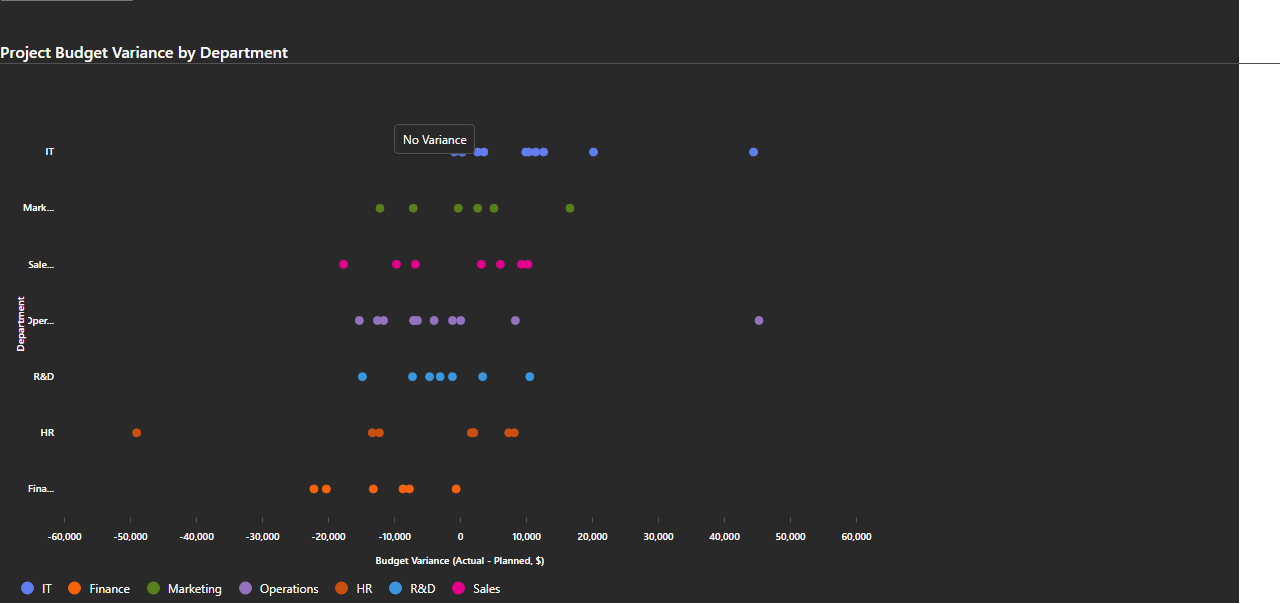 Project Budget Variance by Department
No Variance
IT
Mark...
Sale...
Department
Oper...
R&D
HR
Fina...
-60,000 -50,000 -40,000 -30,000 -20,000 -10,000 0 10,000 20,000 30,000 40,000 50,000 60,000
Budget Variance (Actual - Planned, $)
IT Finance Marketing Operations HR R&D Sales